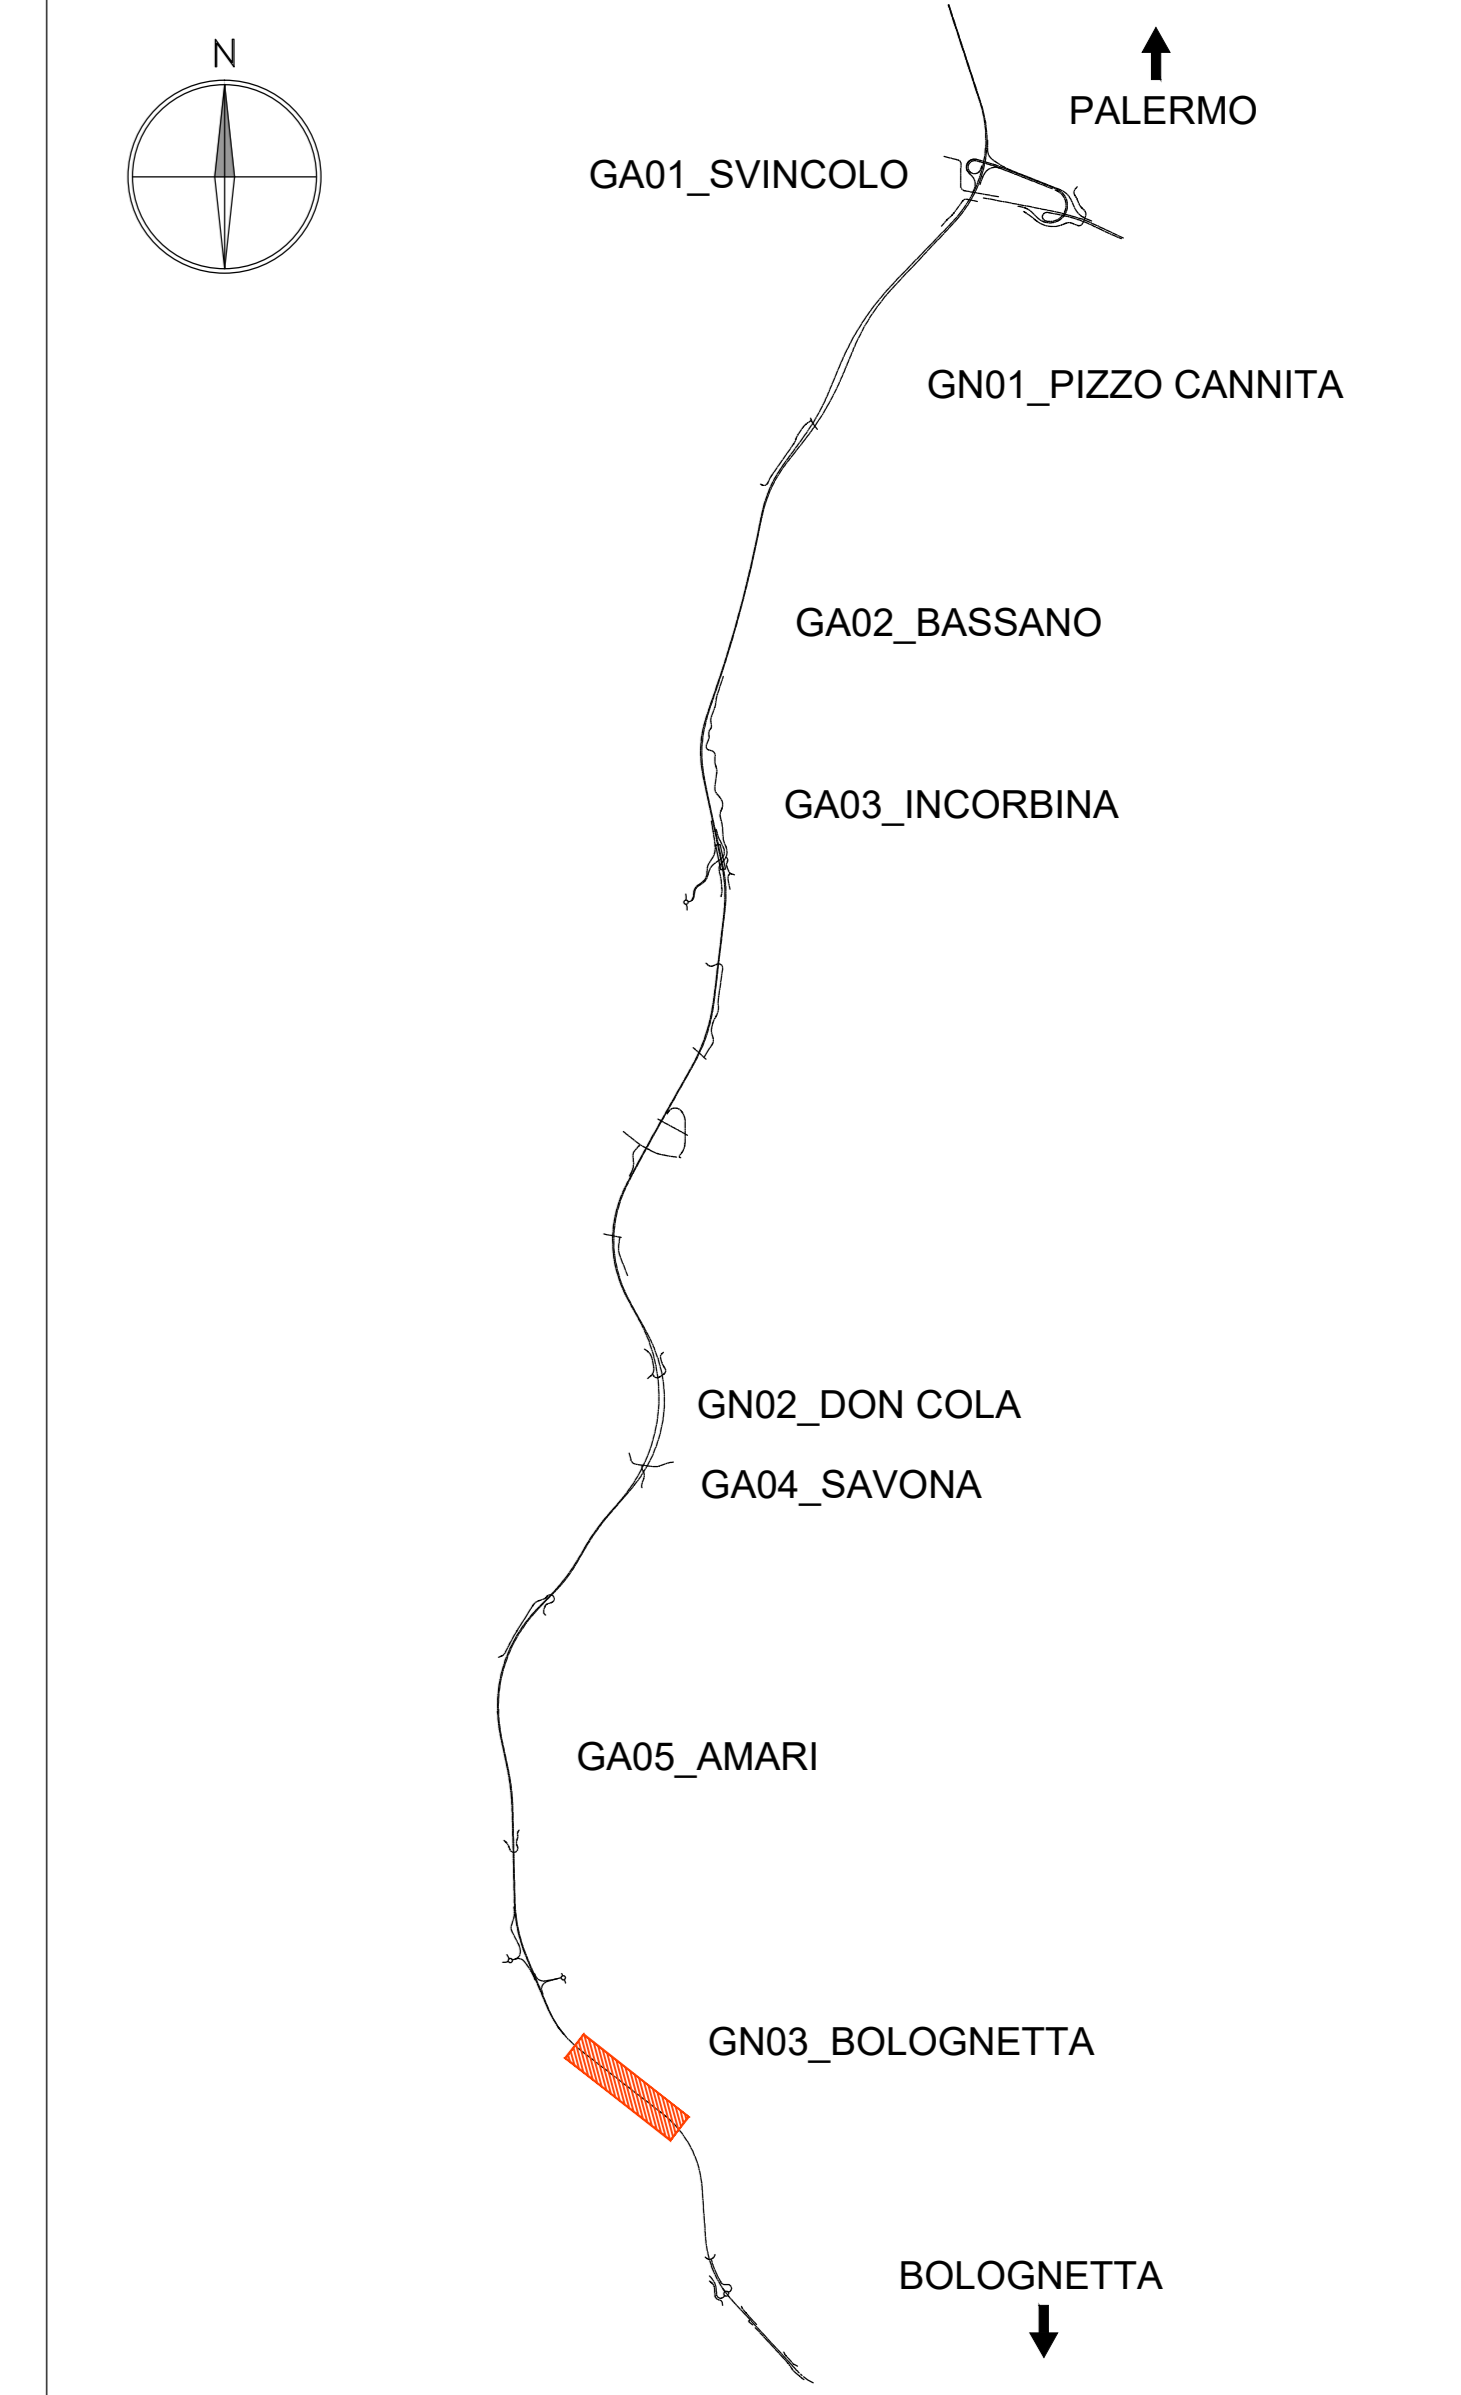 N
PALERMO
GA01_SVINCOLO
GN01_PIZZO CANNITA
GA02_BASSANO
GA03_INCORBINA
GN02_DON COLA
GA04_SAVONA
GA05_AMARI
GN03_BOLOGNETTA
BOLOGNETTA